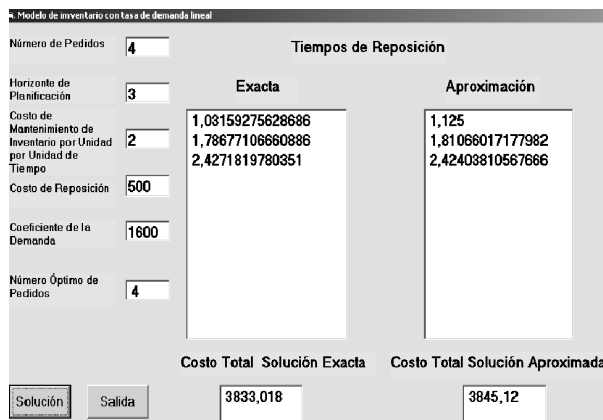 a. Modelo de imventario con tasa de demanda lineal
Número de Pedidos
4
Tiempos de Reposición
Horizonte de
Planificación
3
Exacta
Aproximación
Costo de
Mantenimiento de
Inventario por Unidad
por Unidad de
Tiempo
2
1,03159275628686
1,78677106660886
2,4271819780351
1,125
1,81066017177982
2,42403810567666
Costo de Reposición
500
Coeficiente de la
Demanda
1600
Número Óptimo de
Pedidos
4
Costo Total Solución Exacta
Costo Total Solución Aproximada
Solución
Salida
3833,018
3845,12